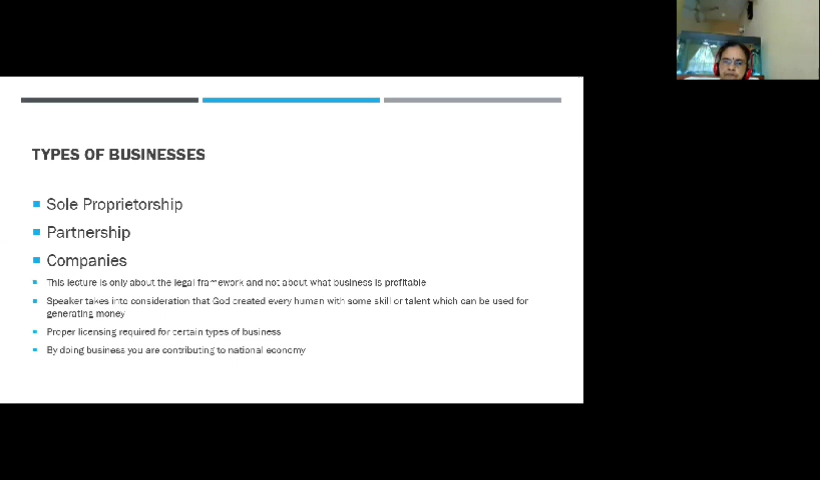 TYPES OF BUSINESSES
Sole Proprietorship
Partnership
Companies
This lecture is only about the legal framework and not about what business is profitable
Speaker takes into consideration that God created every human with some skill or talent which can be used for
generating money
Proper licensing required for certain types of business
By doing business you are contributing to national economy